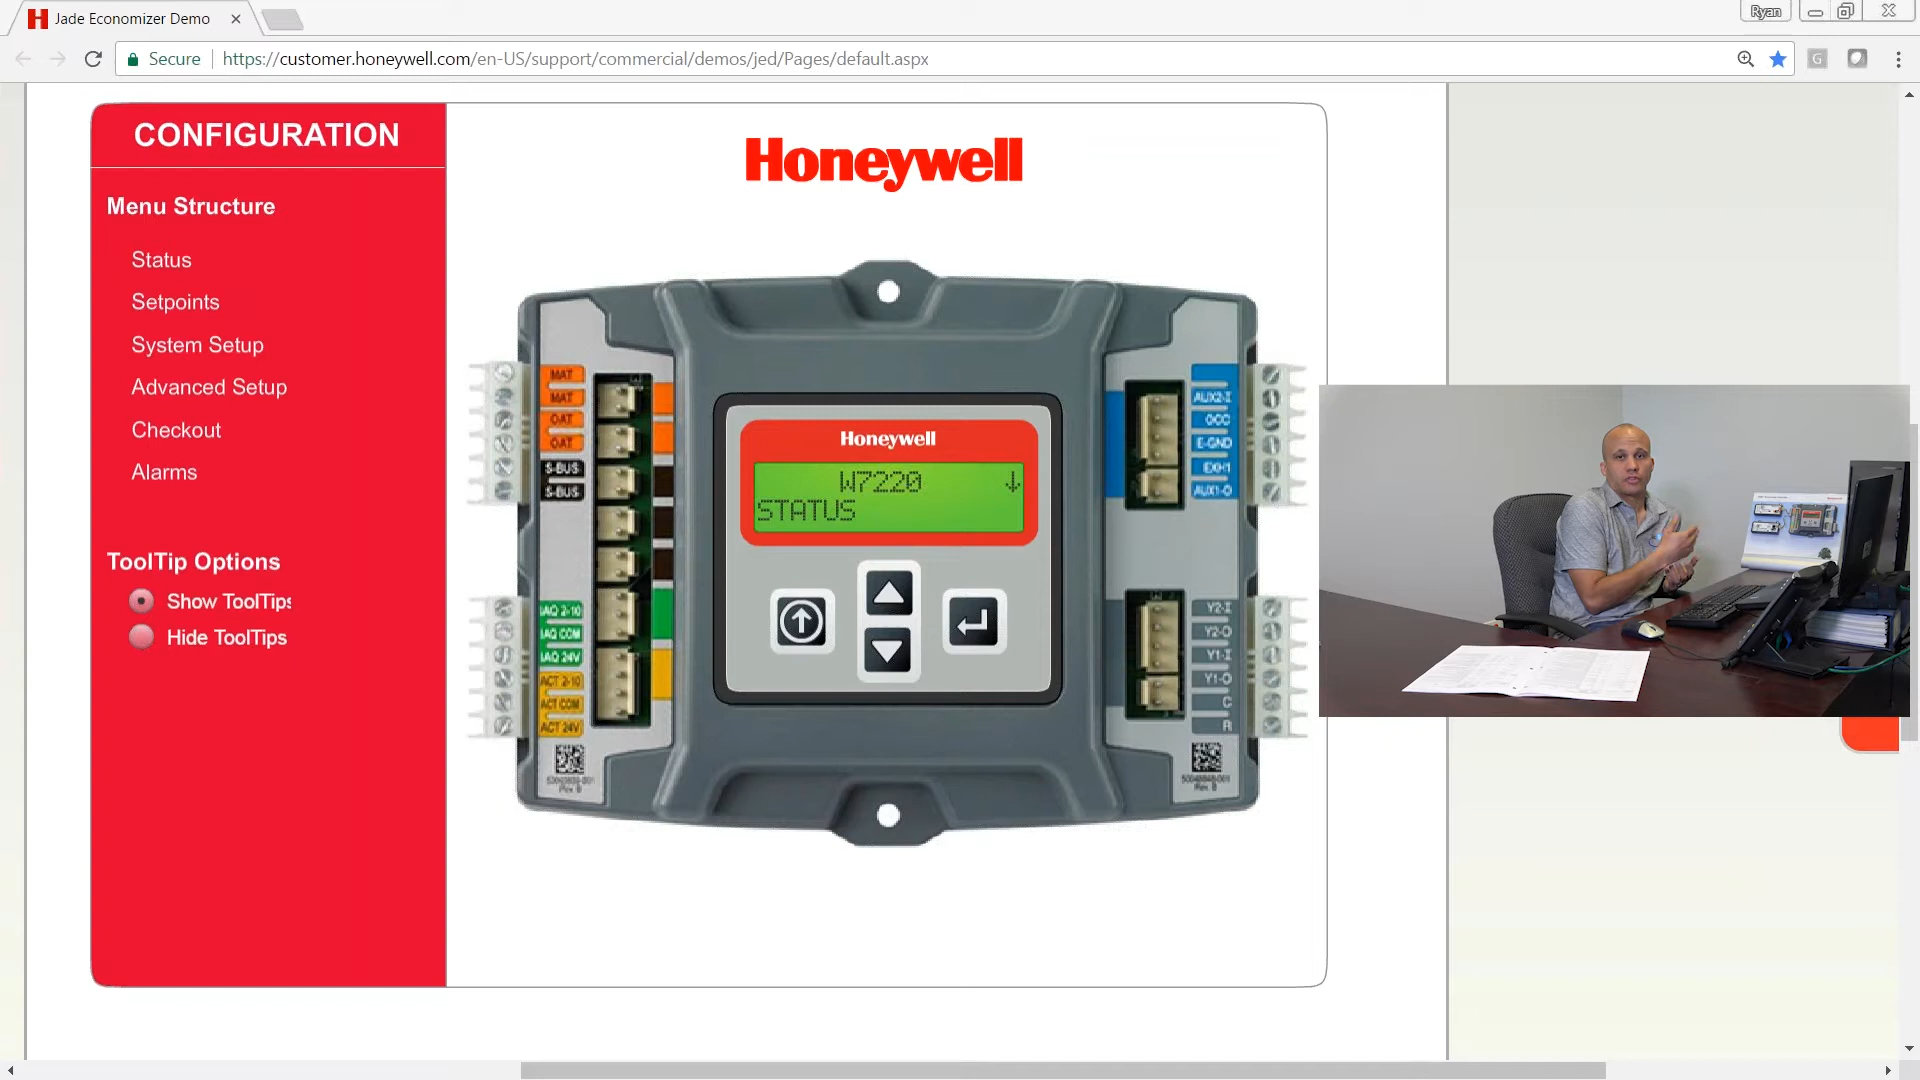 Jade Economizer Demo
Ryan
Secure
https://customer.honeywell.com/en-US/support/commercial/demos/jed/Pages/default.aspx
CONFIGURATION
Menu Structure
Status
Setpoints
System Setup
Advanced Setup
Checkout
Alarms
ToolTip Options
Show ToolTips
Hide ToolTips
Honeywell
MAT
MAT
OAT
OAT
S-BUS
S-BUS
IAQ 2-10
IAQ COM
IAQ 24V
ACT 2-10
ACT COM
ACT 24V
Rev. B
Honeywell
W7220
STATUS
AUX2-I
OCC
E-GND
EXH1
AUX1-O
Y2-I
Y2-O
Y1-I
Y1-O
C
R
Rev. B